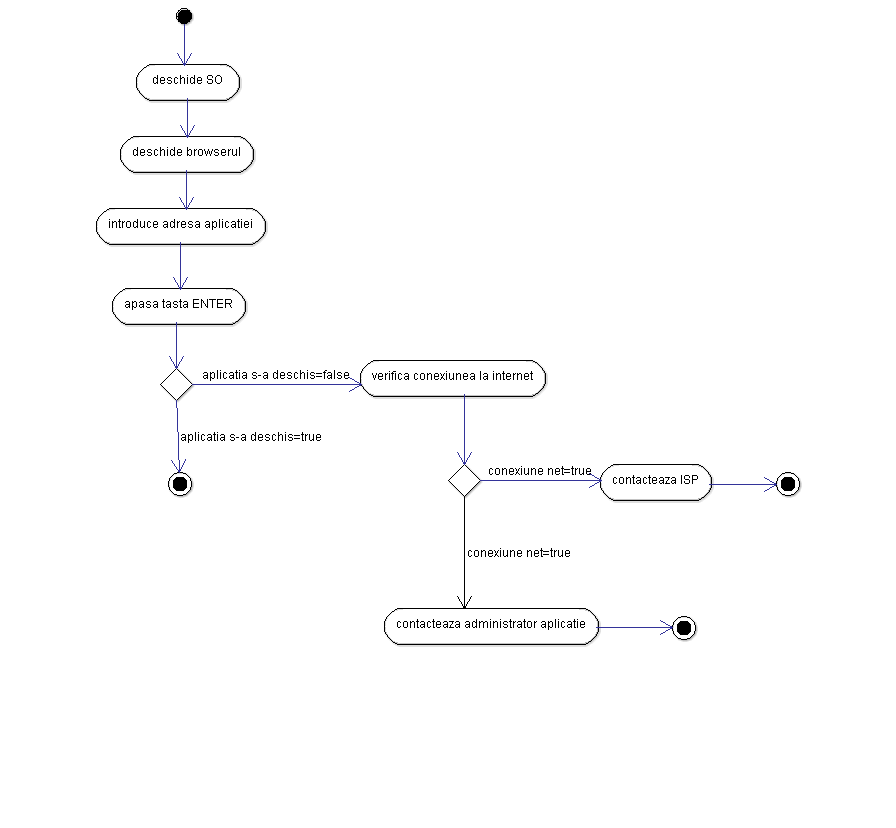 deschide SO
deschide browserul
introduce adresa aplicatiei
apasa tasta ENTER
aplicatia s-a deschis=false
verifica conexiunea la internet
aplicatia s-a deschis=true
conexiune net=true
contacteaza ISP
conexiune net=true
contacteaza administrator aplicatie